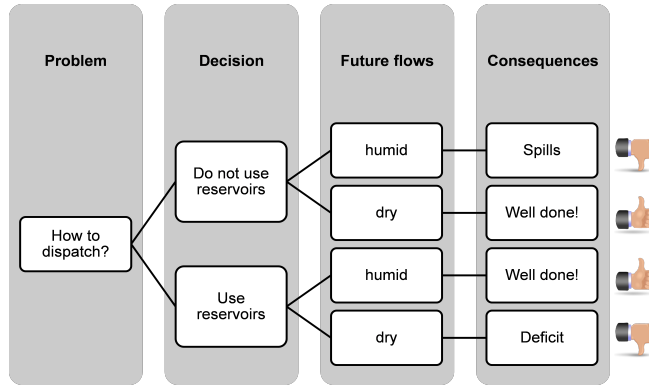 Problem
Decision
Future flows
Consequences
How to
dispatch?
Do not use
reservoirs
humid
Spills
dry
Well done!
Use
reservoirs
humid
Well done!
dry
Deficit